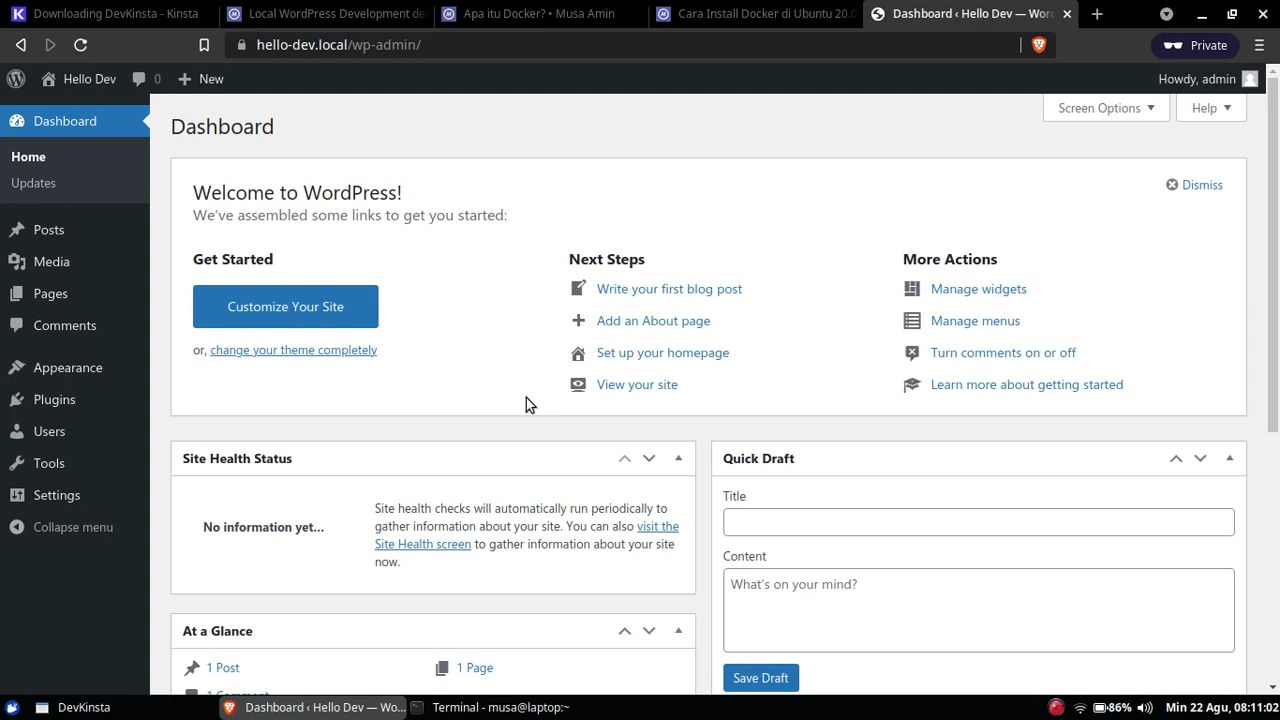 Downloading DevKinsta - Kinsta
Local WordPress Development de
Apa itu Docker? • Musa Amin
Cara Install Docker di Ubuntu 20.0
Dashboard ‹ Hello Dev — Wor
hello-dev.local/wp-admin/
Private
Hello Dev
0
New
Howdy, admin
Dashboard
Home
Updates
Posts
Media
Pages
Comments
Appearance
Plugins
Users
Tools
Settings
Collapse menu
Screen Options
Help
Dashboard
Welcome to WordPress!
We've assembled some links to get you started:
Dismiss
Get Started
Customize Your Site
or, change your theme completely
Next Steps
Write your first blog post
Add an About page
Set up your homepage
View your site
More Actions
Manage widgets
Manage menus
Turn comments on or off
Learn more about getting started
Site Health Status
No information yet...
Site health checks will automatically run periodically to
gather information about your site. You can also visit the
Site Health screen to gather information about your site
now.
At a Glance
1 Post
1 Page
1 Comment
Quick Draft
Title
Content
What's on your mind?
Save Draft
DevKinsta
Dashboard ‹ Hello Dev — Wo...
Terminal - musa@laptop:~
86%
Min 22 Agu, 08:11:02